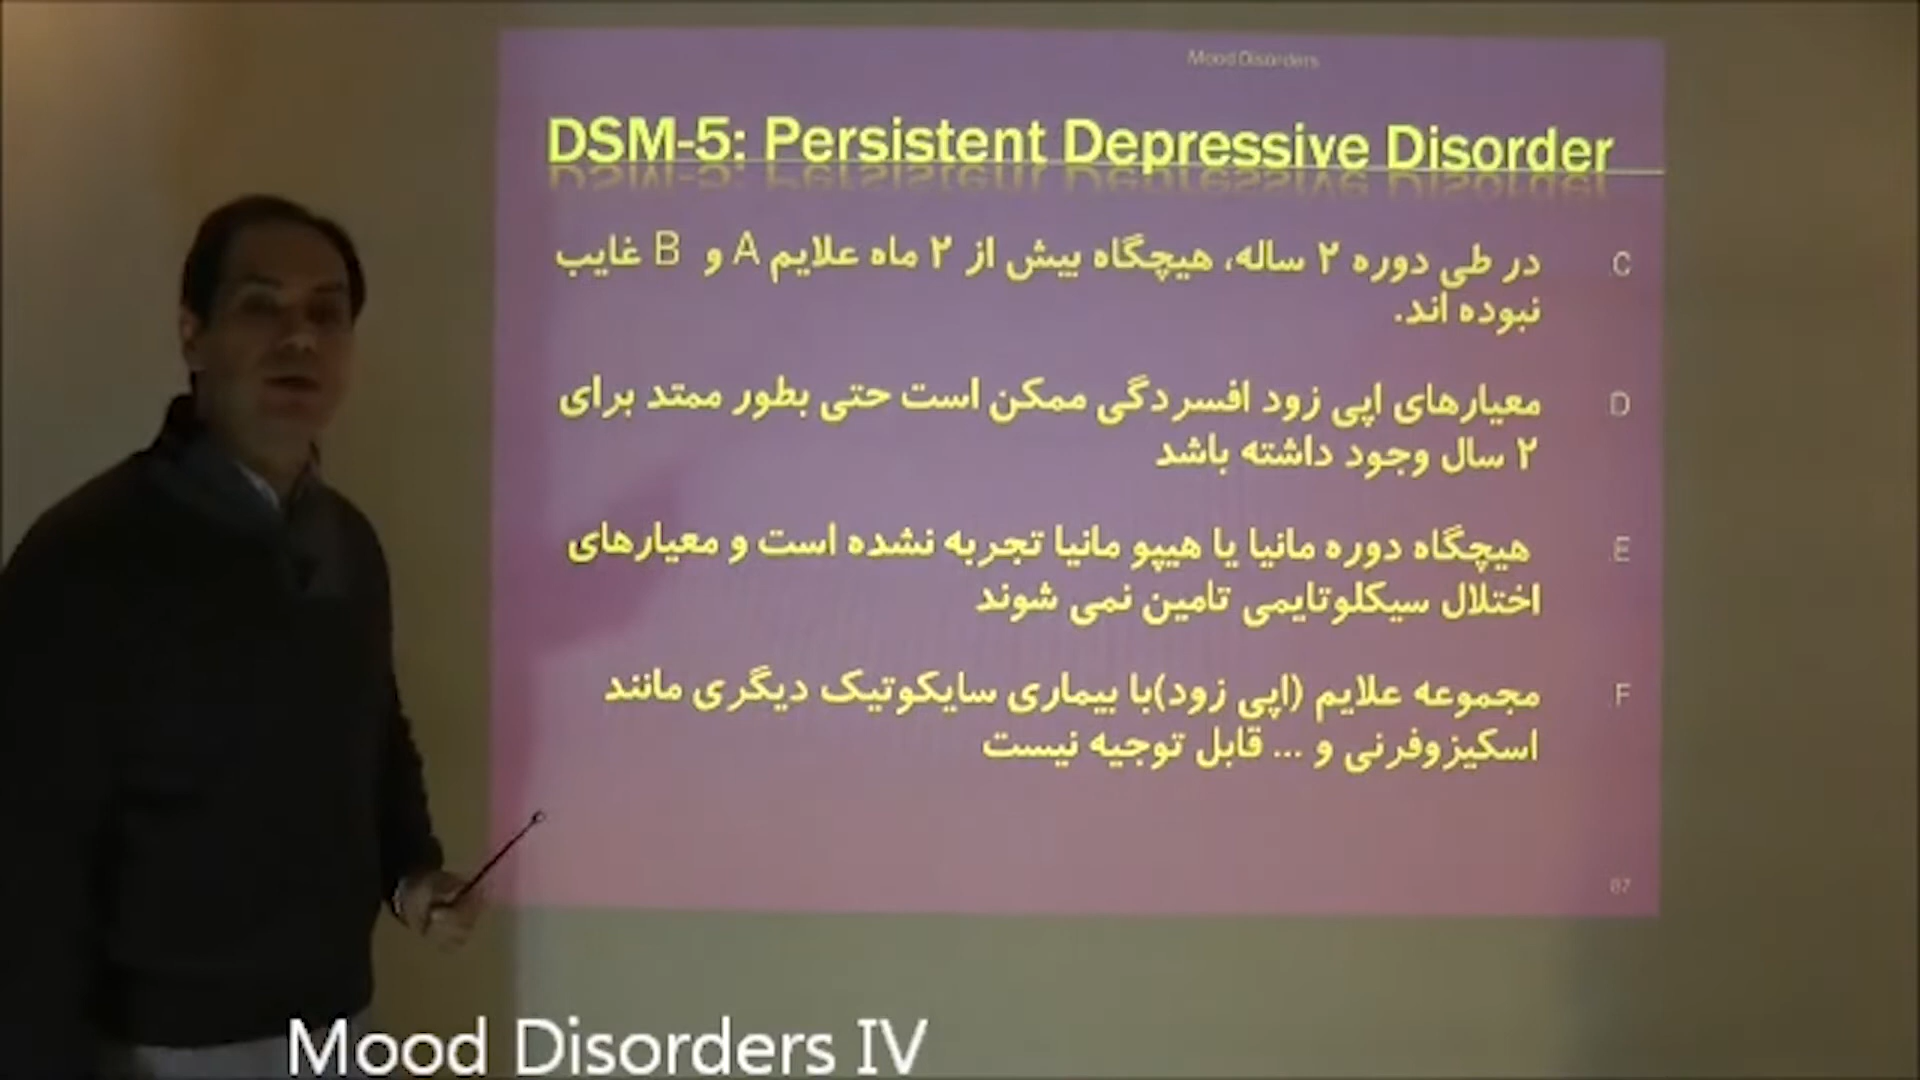 Mood Disorders
DSM-5: Persistent Depressive Disorder
C
در طی دوره ۲ ساله، هیچگاه بیش از ۲ ماه علایم A و B غایب
نبوده اند.
D
معیارهای اپی زود افسردگی ممکن است حتی بطور ممتد برای
۲ سال وجود داشته باشد
E
هیچگاه دوره مانیا یا هیپو مانیا تجربه نشده است و معیارهای
اختلال سیکلوتایمی تامین نمی شوند
F
مجموعه علایم (اپی زود)با بیماری سایکوتیک دیگری مانند
اسکیزوفرنی و ... قابل توجیه نیست
87
Mood Disorders IV